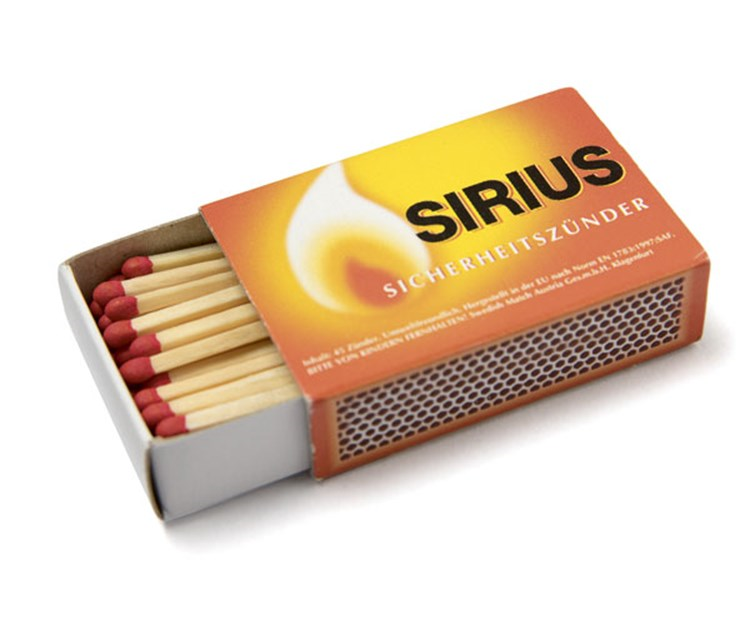 SIRIUS
SICHERHEITSZÜNDER
Inhalt: 45 Zünder. Umweltfreundlich. Hergestellt in der EU nach Norm EN 1783:1997/SAF.
BITTE VON KINDERN FERNHALTEN! Swedish Match Austria Ges.m.b.H. Klagenfurt